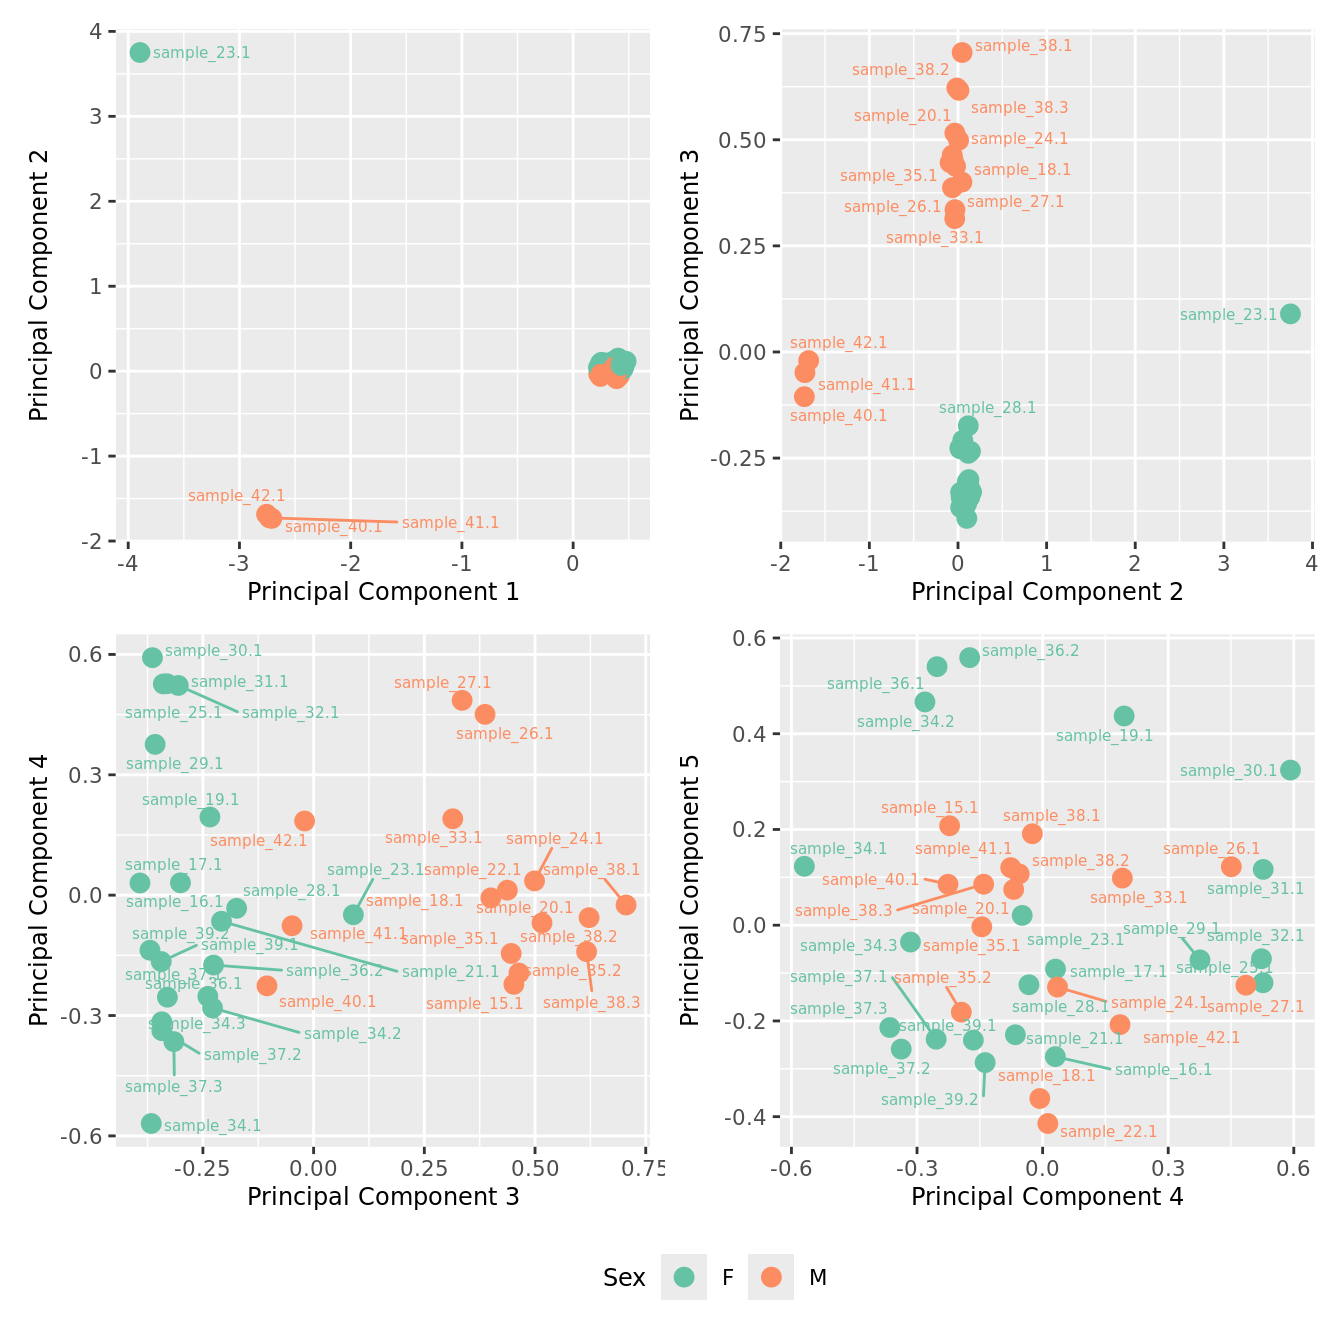 4
3
2
1
0
-1
-2
Principal Component 2
sample_23.1
sample_42.1
sample_40.1
sample_41.1
-4
-3
-2
-1
0
Principal Component 1
0.75
0.50
0.25
0.00
-0.25
Principal Component 3
sample_38.1
sample_38.2
sample_38.3
sample_20.1
sample_24.1
sample_18.1
sample_35.1
sample_27.1
sample_26.1
sample_33.1
sample_23.1
sample_42.1
sample_41.1
sample_40.1
sample_28.1
-2
-1
0
1
2
3
4
Principal Component 2
0.6
0.3
0.0
-0.3
-0.6
Principal Component 4
sample_30.1
sample_31.1
sample_25.1
sample_32.1
sample_29.1
sample_19.1
sample_42.1
sample_27.1
sample_26.1
sample_33.1
sample_24.1
sample_17.1
sample_23.1
sample_22.1
sample_38.1
sample_28.1
sample_16.1
sample_18.1
sample_20.1
sample_39.2
sample_39.1
sample_41.1
sample_35.1
sample_38.2
sample_37.1
sample_36.1
sample_36.2
sample_21.1
sample_35.2
sample_40.1
sample_15.1
sample_38.3
sample_34.3
sample_34.2
sample_37.2
sample_37.3
sample_34.1
-0.25
0.00
0.25
0.50
0.75
Principal Component 3
0.6
0.4
0.2
0.0
-0.2
-0.4
Principal Component 5
sample_36.2
sample_36.1
sample_34.2
sample_19.1
sample_30.1
sample_15.1
sample_38.1
sample_34.1
sample_41.1
sample_38.2
sample_26.1
sample_40.1
sample_31.1
sample_33.1
sample_38.3
sample_20.1
sample_29.1
sample_32.1
sample_34.3
sample_35.1
sample_23.1
sample_25.1
sample_37.1
sample_35.2
sample_17.1
sample_37.3
sample_28.1
sample_24.1
sample_27.1
sample_39.1
sample_21.1
sample_42.1
sample_37.2
sample_18.1
sample_16.1
sample_39.2
sample_22.1
-0.6
-0.3
0.0
0.3
0.6
Principal Component 4
Sex
F
M